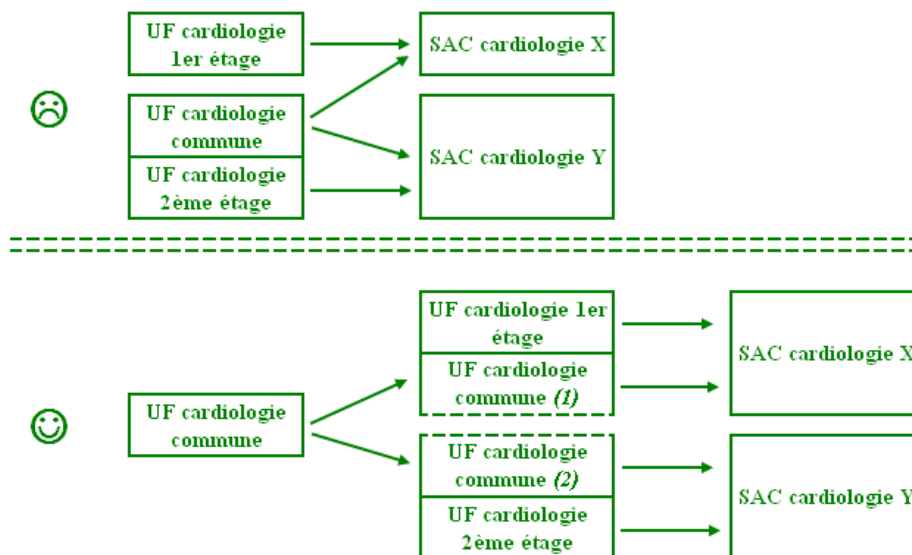 UF cardiologie
1er étage
SAC cardiologie X
UF cardiologie
commune
SAC cardiologie Y
UF cardiologie
2ème étage
UF cardiologie 1er
étage
SAC cardiologie X
UF cardiologie
commune (1)
UF cardiologie
commune
UF cardiologie
commune (2)
SAC cardiologie Y
UF cardiologie
2ème étage